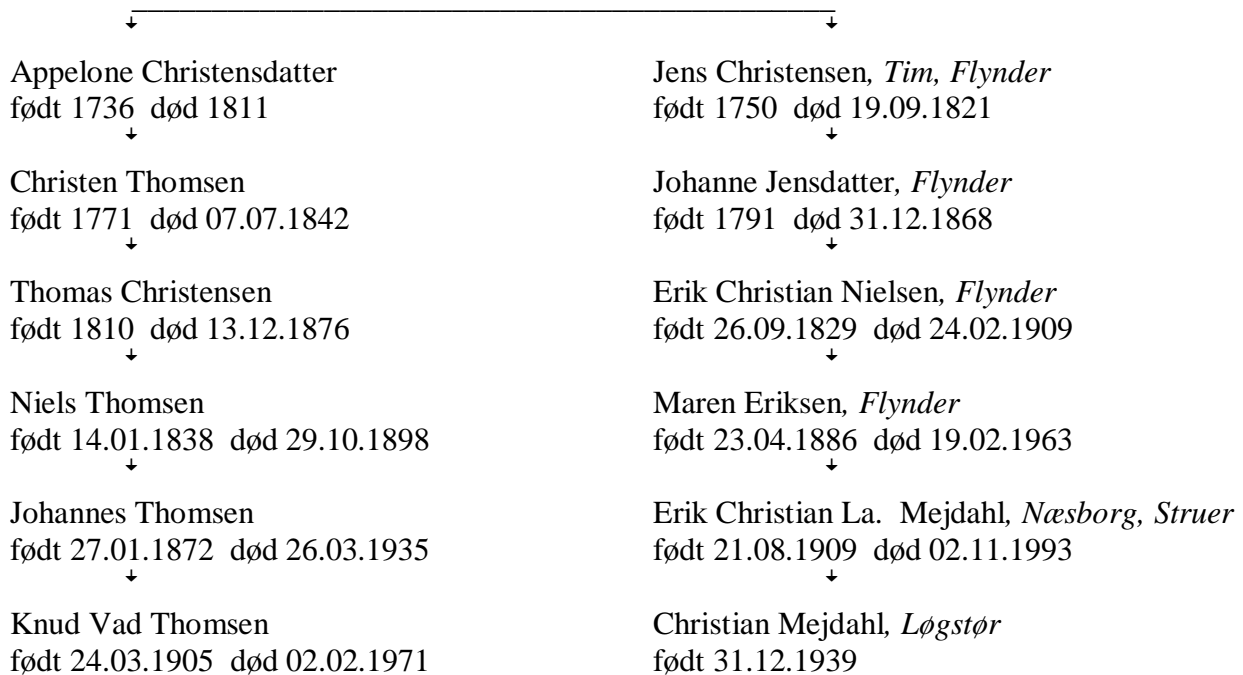 Appelone Christensdatter
født 1736 død 1811
Christen Thomsen
født 1771 død 07.07.1842
Thomas Christensen
født 1810 død 13.12.1876
Niels Thomsen
født 14.01.1838 død 29.10.1898
Johannes Thomsen
født 27.01.1872 død 26.03.1935
Knud Vad Thomsen
født 24.03.1905 død 02.02.1971
Jens Christensen, Tim, Flynder
født 1750 død 19.09.1821
Johanne Jensdatter, Flynder
født 1791 død 31.12.1868
Erik Christian Nielsen, Flynder
født 26.09.1829 død 24.02.1909
Maren Eriksen, Flynder
født 23.04.1886 død 19.02.1963
Erik Christian La. Mejdahl, Næsborg, Struer
født 21.08.1909 død 02.11.1993
Christian Mejdahl, Løgstør
født 31.12.1939